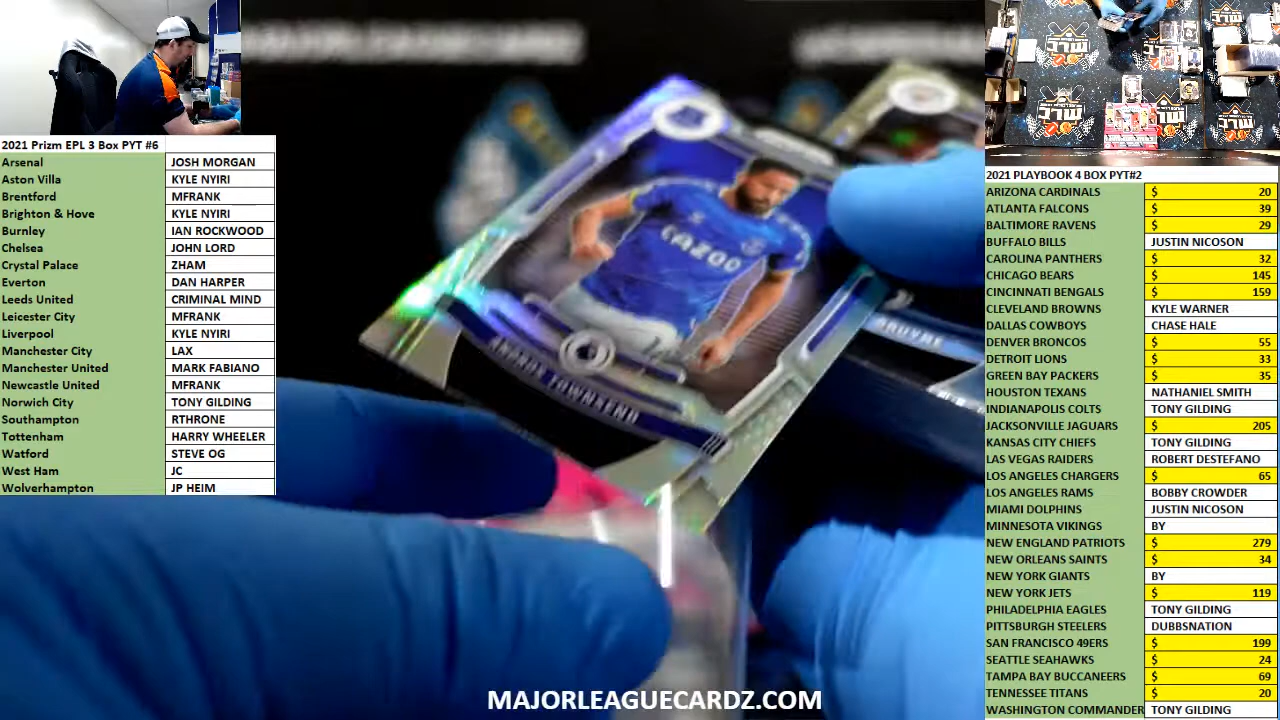 2021 Prizm EPL 3 Box PYT #6
Arsenal JOSH MORGAN
Aston Villa KYLE NYIRI
Brentford MFRANK
Brighton & Hove KYLE NYIRI
Burnley IAN ROCKWOOD
Chelsea JOHN LORD
Crystal Palace ZHAM
Everton DAN HARPER
Leeds United CRIMINAL MIND
Leicester City MFRANK
Liverpool KYLE NYIRI
Manchester City LAX
Manchester United MARK FABIANO
Newcastle United MFRANK
Norwich City TONY GILDING
Southampton RTHRONE
Tottenham HARRY WHEELER
Watford STEVE OG
West Ham JC
Wolverhampton JP HEIM
CAZOO
ANDROS TOWNSEND
BRUYNE
MAJORLEAGUECARDZ.COM
2021 PLAYBOOK 4 BOX PYT#2
ARIZONA CARDINALS $ 20
ATLANTA FALCONS $ 39
BALTIMORE RAVENS $ 29
BUFFALO BILLS JUSTIN NICOSON
CAROLINA PANTHERS $ 32
CHICAGO BEARS $ 145
CINCINNATI BENGALS $ 159
CLEVELAND BROWNS KYLE WARNER
DALLAS COWBOYS CHASE HALE
DENVER BRONCOS $ 55
DETROIT LIONS $ 33
GREEN BAY PACKERS $ 35
HOUSTON TEXANS NATHANIEL SMITH
INDIANAPOLIS COLTS TONY GILDING
JACKSONVILLE JAGUARS $ 205
KANSAS CITY CHIEFS TONY GILDING
LAS VEGAS RAIDERS ROBERT DESTEFANO
LOS ANGELES CHARGERS $ 65
LOS ANGELES RAMS BOBBY CROWDER
MIAMI DOLPHINS JUSTIN NICOSON
MINNESOTA VIKINGS BY
NEW ENGLAND PATRIOTS $ 279
NEW ORLEANS SAINTS $ 34
NEW YORK GIANTS BY
NEW YORK JETS $ 119
PHILADELPHIA EAGLES TONY GILDING
PITTSBURGH STEELERS DUBBSNATION
SAN FRANCISCO 49ERS $ 199
SEATTLE SEAHAWKS $ 24
TAMPA BAY BUCCANEERS $ 69
TENNESSEE TITANS $ 20
WASHINGTON COMMANDER TONY GILDING